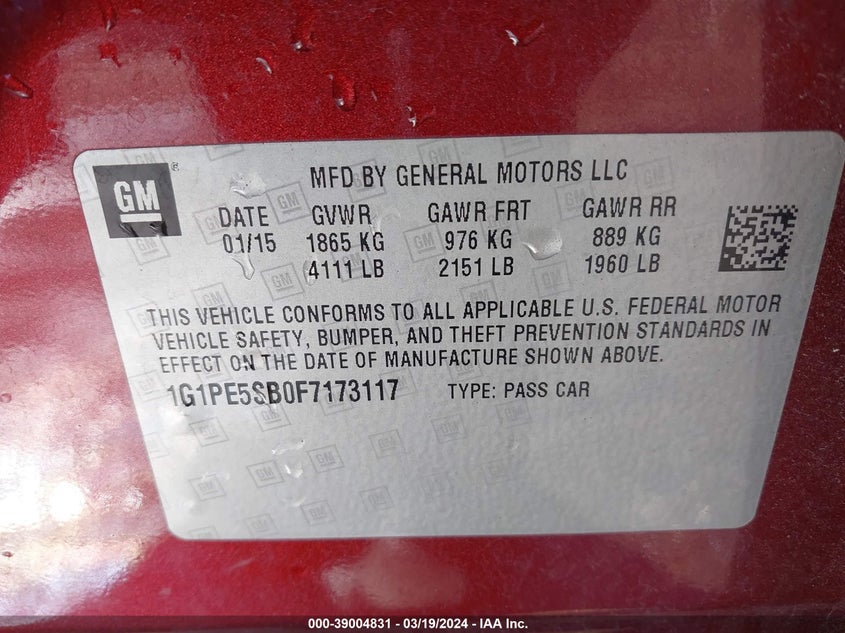 GM
MFD BY GENERAL MOTORS LLC
DATE GVWR GAWR FRT GAWR RR
01/15 1865 KG 976 KG 889 KG
4111 LB 2151 LB 1960 LB
THIS VEHICLE CONFORMS TO ALL APPLICABLE U.S. FEDERAL MOTOR
VEHICLE SAFETY, BUMPER, AND THEFT PREVENTION STANDARDS IN
EFFECT ON THE DATE OF MANUFACTURE SHOWN ABOVE.
1G1PE5SB0F7173117 TYPE: PASS CAR
000-39004831 - 03/19/2024 - IAA Inc.